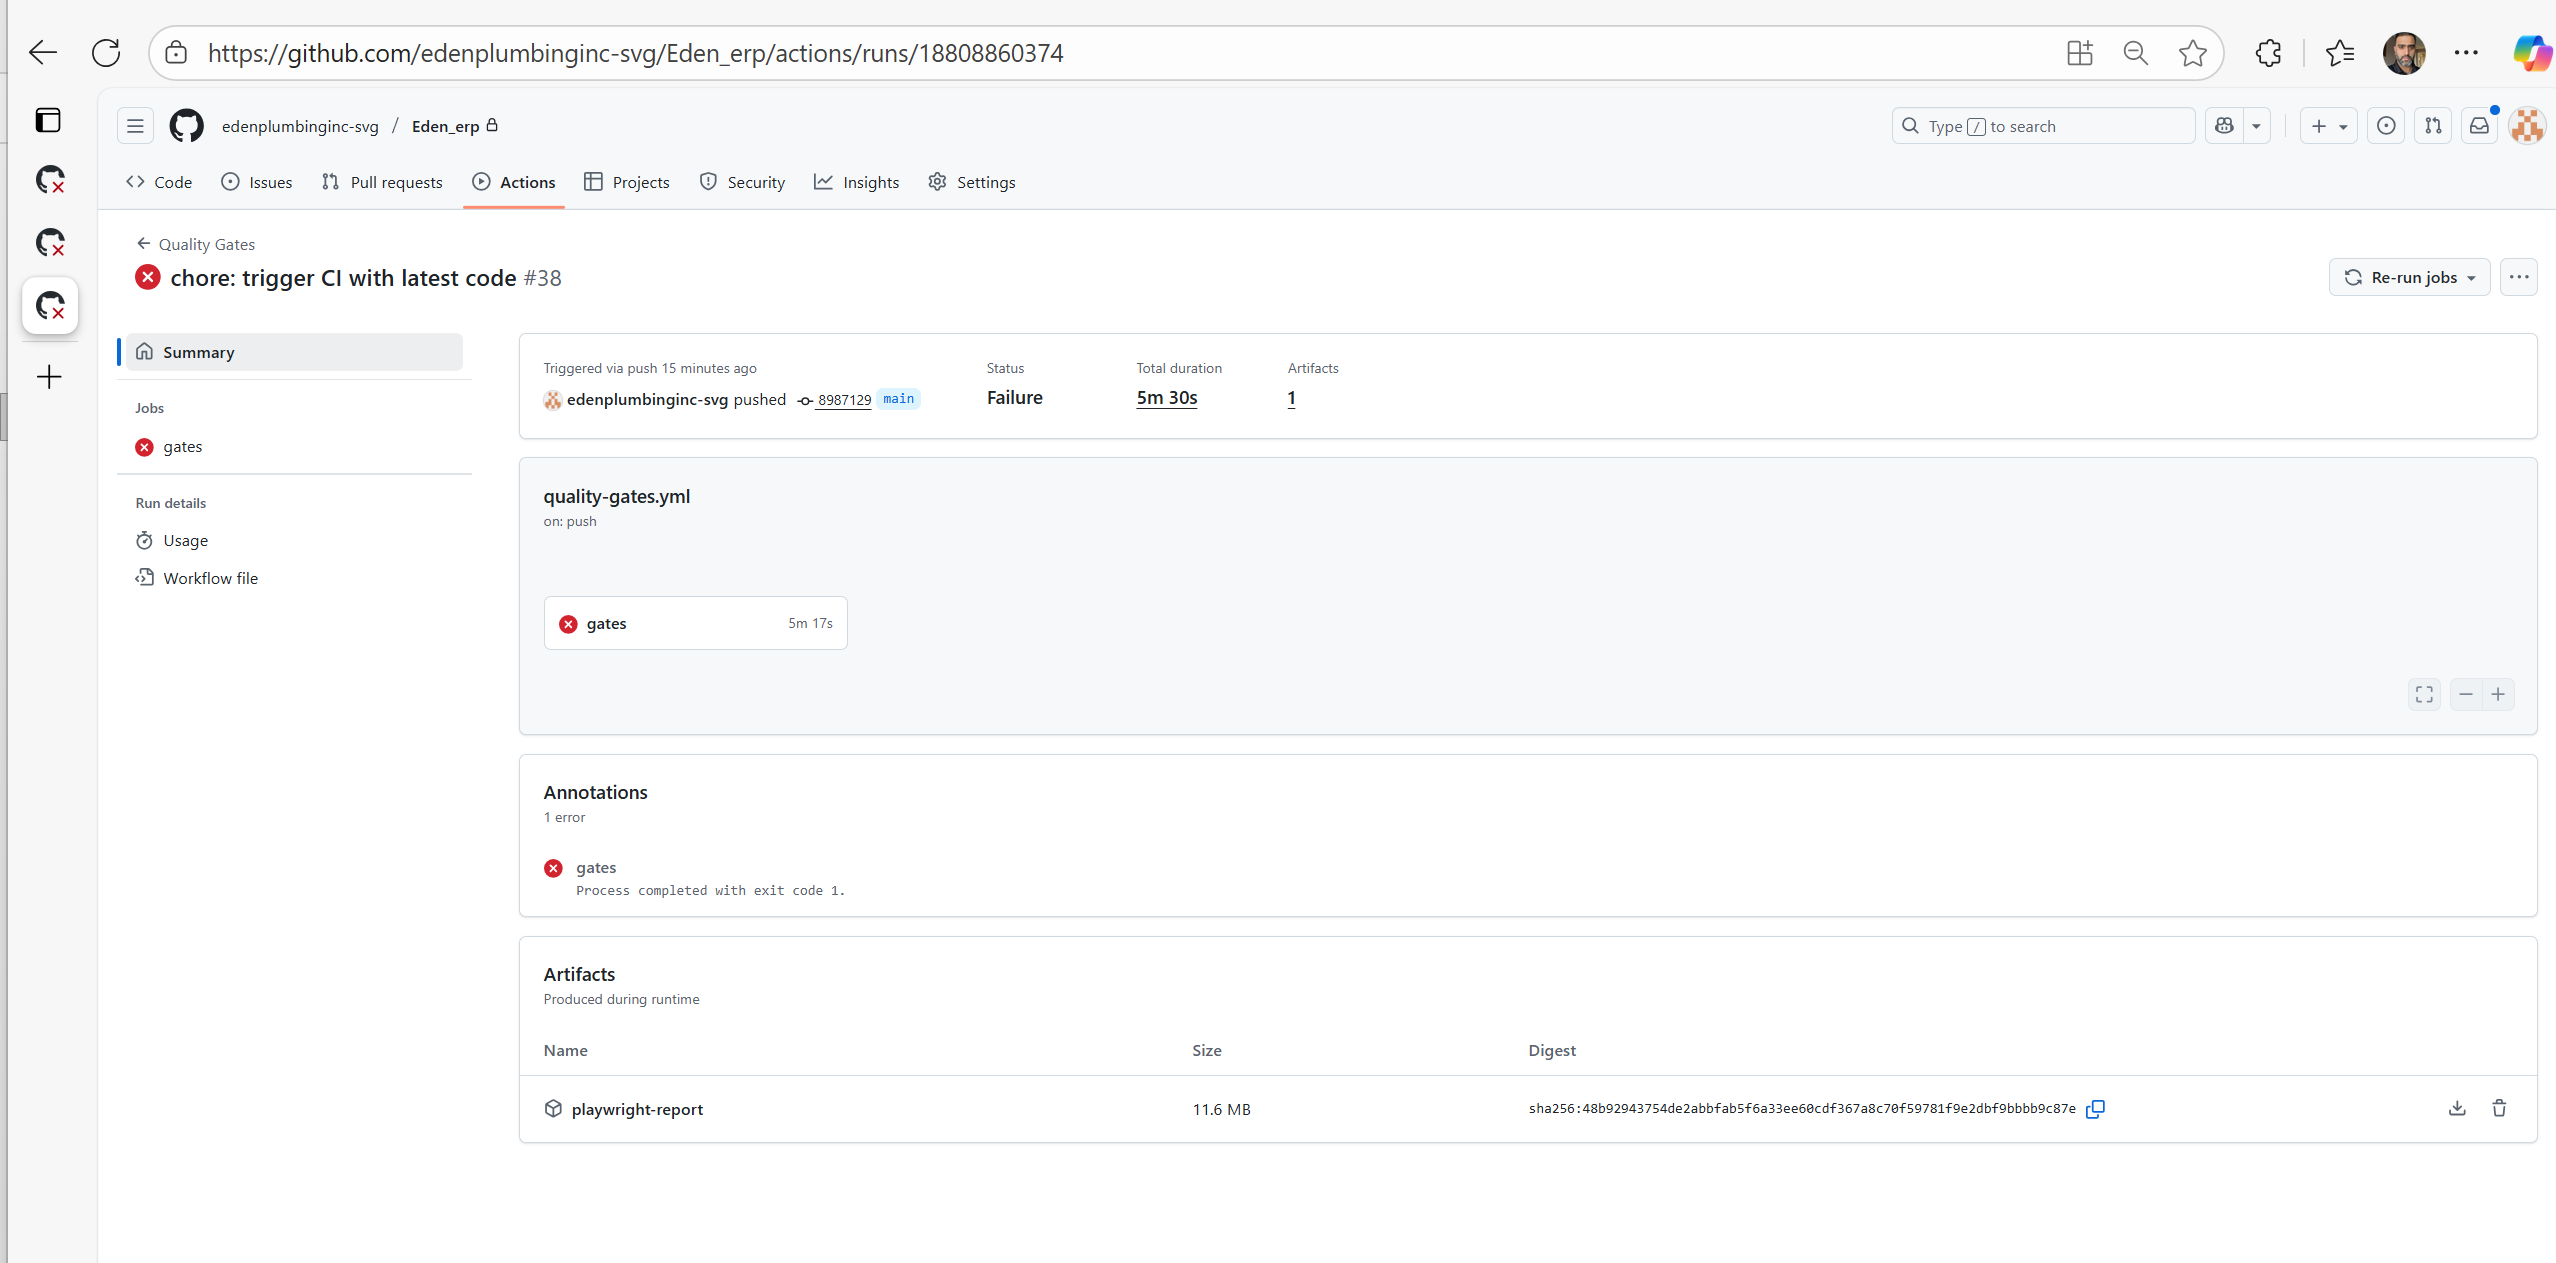 https://github.com/edenplumbinginc-svg/Eden_erp/actions/runs/18808860374
edenplumbinginc-svg / Eden_erp
Type / to search
Code Issues Pull requests Actions Projects Security Insights Settings
Quality Gates
chore: trigger CI with latest code #38
Re-run jobs
Summary
Jobs
gates
Run details
Usage
Workflow file
Triggered via push 15 minutes ago
edenplumbinginc-svg pushed 8987129 main
Status
Failure
Total duration
5m 30s
Artifacts
1
quality-gates.yml
on: push
gates 5m 17s
Annotations
1 error
gates
Process completed with exit code 1.
Artifacts
Produced during runtime
Name Size Digest
playwright-report 11.6 MB sha256:48b92943754de2abbfab5f6a33ee60cdf367a8c70f59781f9e2dbf9bbbb9c87e